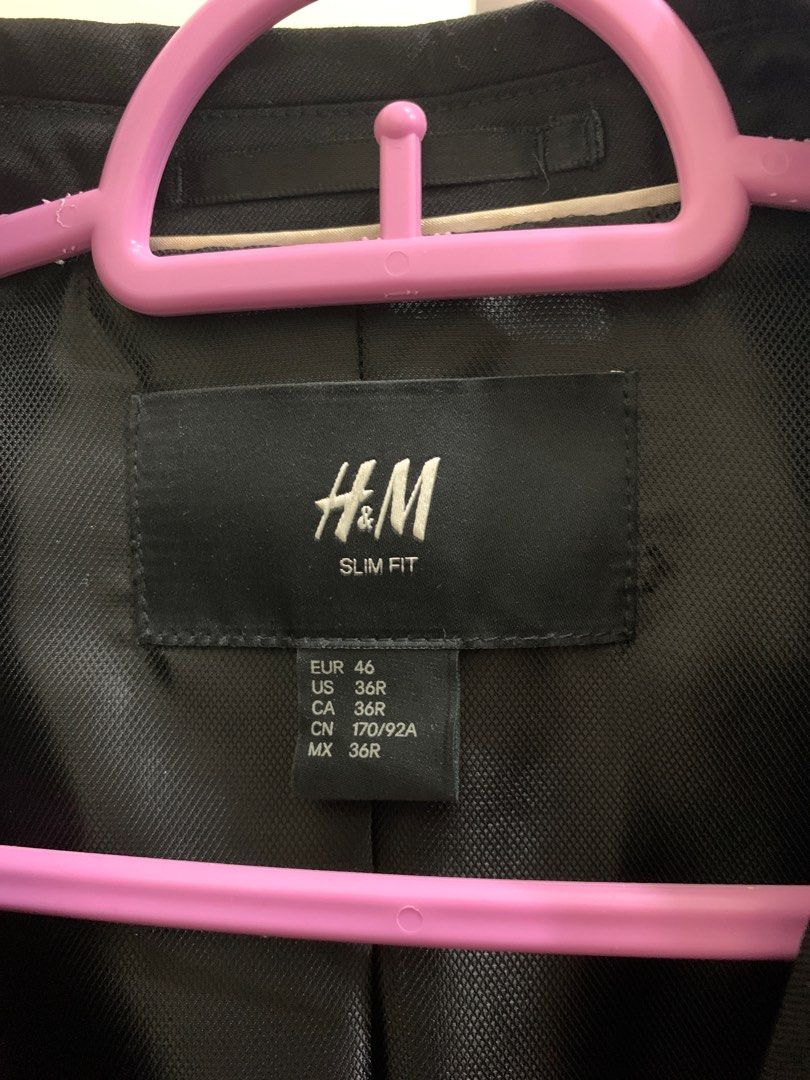 H&M
SLIM FIT
EUR 46
US 36R
CA 36R
CN 170/92A
MX 36R